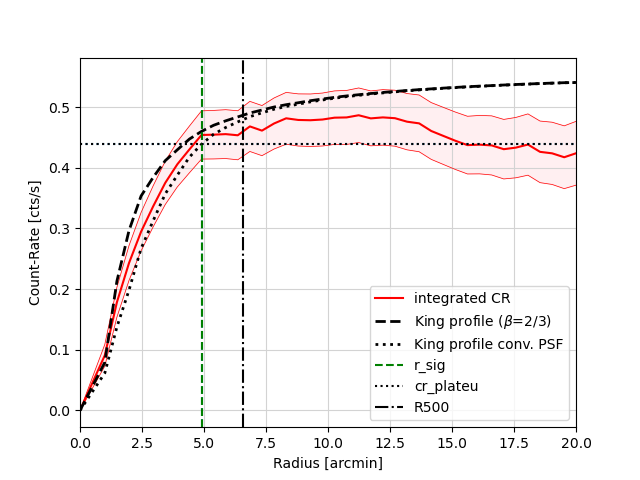 Count-Rate [cts/s]
0.5
0.4
0.3
0.2
0.1
0.0
integrated CR
King profile (β=2/3)
King profile conv. PSF
r_sig
cr_plateu
R500
0.0 2.5 5.0 7.5 10.0 12.5 15.0 17.5 20.0
Radius [arcmin]